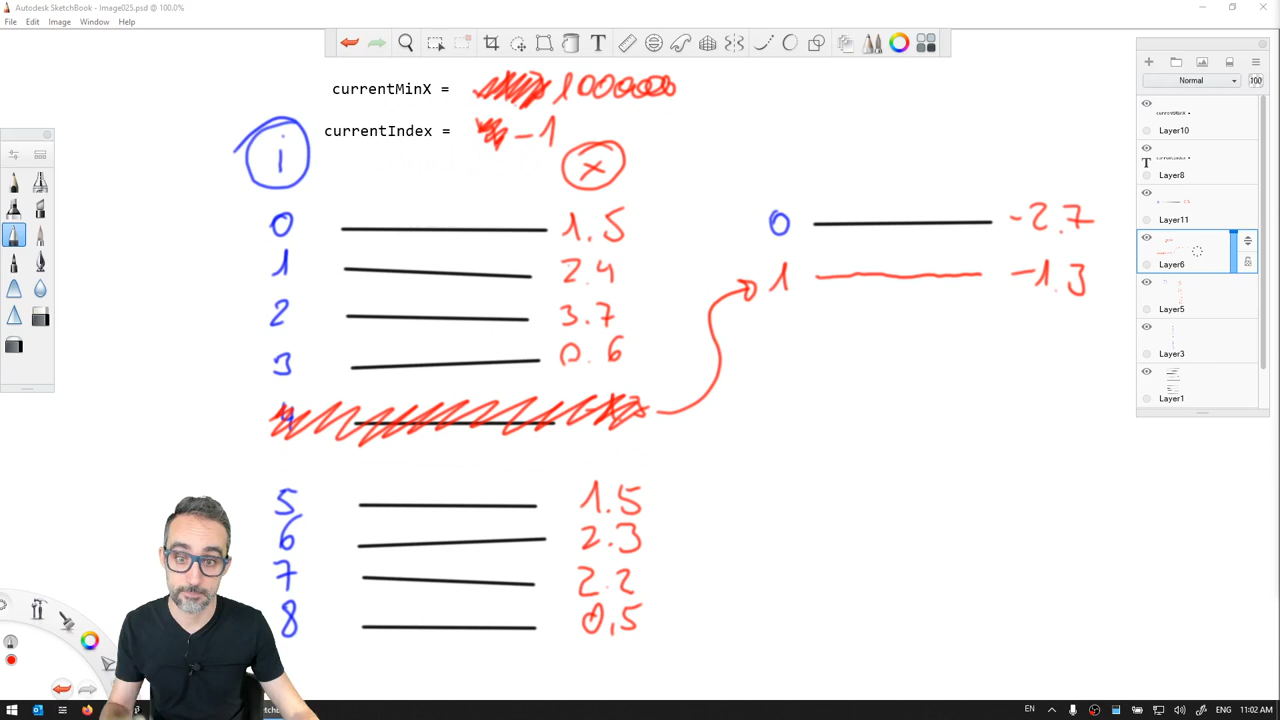 Autodesk SketchBook - Image025.psd @ 100.0%
File Edit Image Window Help
T
Normal 100
currentMinX = 1000000
currentIndex = -1
i x
0 1.5
1 2.4
2 3.7
3 0.6
4
5 1.5
6 2.3
7 2.2
8 0,5
0 -2.7
1 -1.3
Layer10
T
Layer8
Layer11
Layer6
Layer5
Layer3
Layer1
EN
ENG 11:02 AM